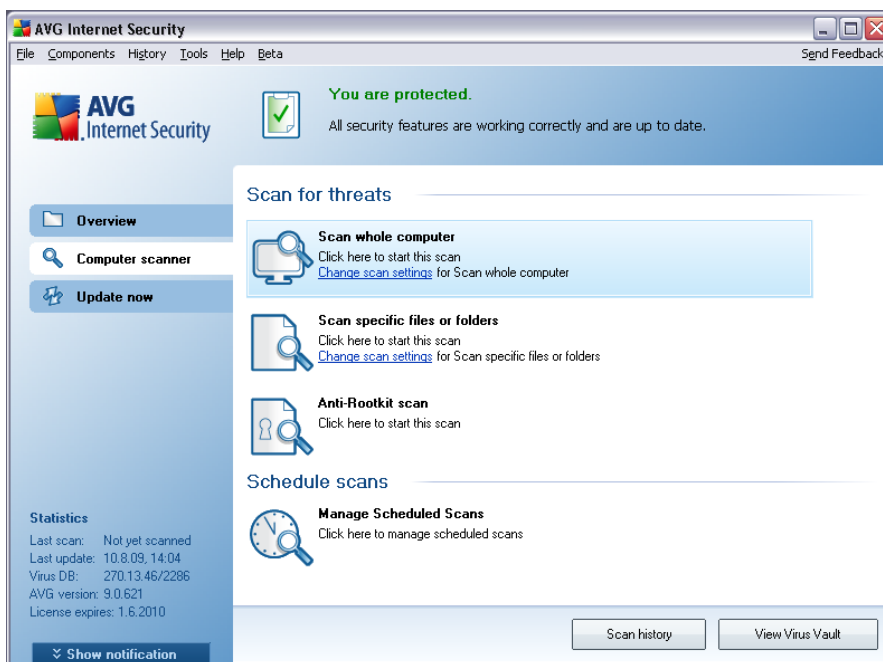 AVG Internet Security
File Components History Tools Help Beta Send Feedback
AVG
Internet Security
You are protected.
All security features are working correctly and are up to date.
Overview
Computer scanner
Update now
Scan for threats
Scan whole computer
Click here to start this scan
Change scan settings for Scan whole computer
Scan specific files or folders
Click here to start this scan
Change scan settings for Scan specific files or folders
Anti-Rootkit scan
Click here to start this scan
Schedule scans
Manage Scheduled Scans
Click here to manage scheduled scans
Statistics
Last scan: Not yet scanned
Last update: 10.8.09, 14:04
Virus DB: 270.13.46/2286
AVG version: 9.0.621
License expires: 1.6.2010
Show notification
Scan history
View Virus Vault